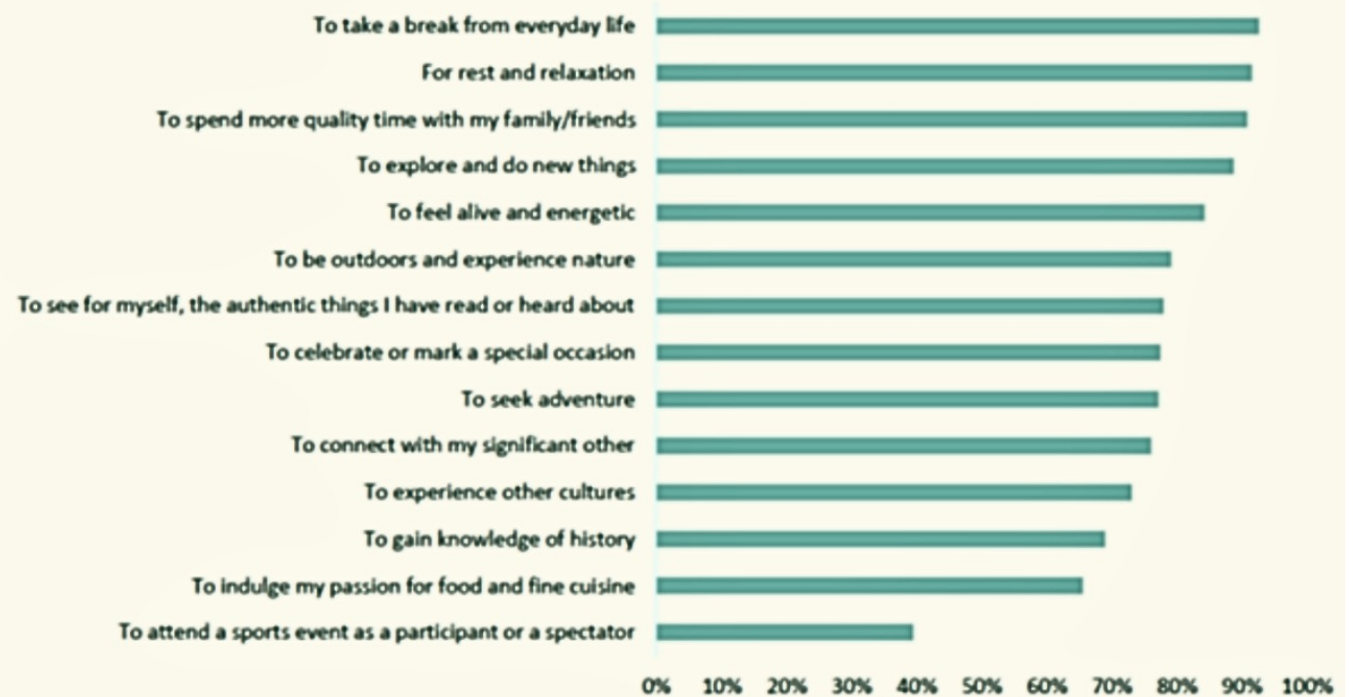 To take a break from everyday life
For rest and relaxation
To spend more quality time with my family/friends
To explore and do new things
To feel alive and energetic
To be outdoors and experience nature
To see for myself, the authentic things I have read or heard about
To celebrate or mark a special occasion
To seek adventure
To connect with my significant other
To experience other cultures
To gain knowledge of history
To indulge my passion for food and fine cuisine
To attend a sports event as a participant or a spectator
0% 10% 20% 30% 40% 50% 60% 70% 80% 90% 100%